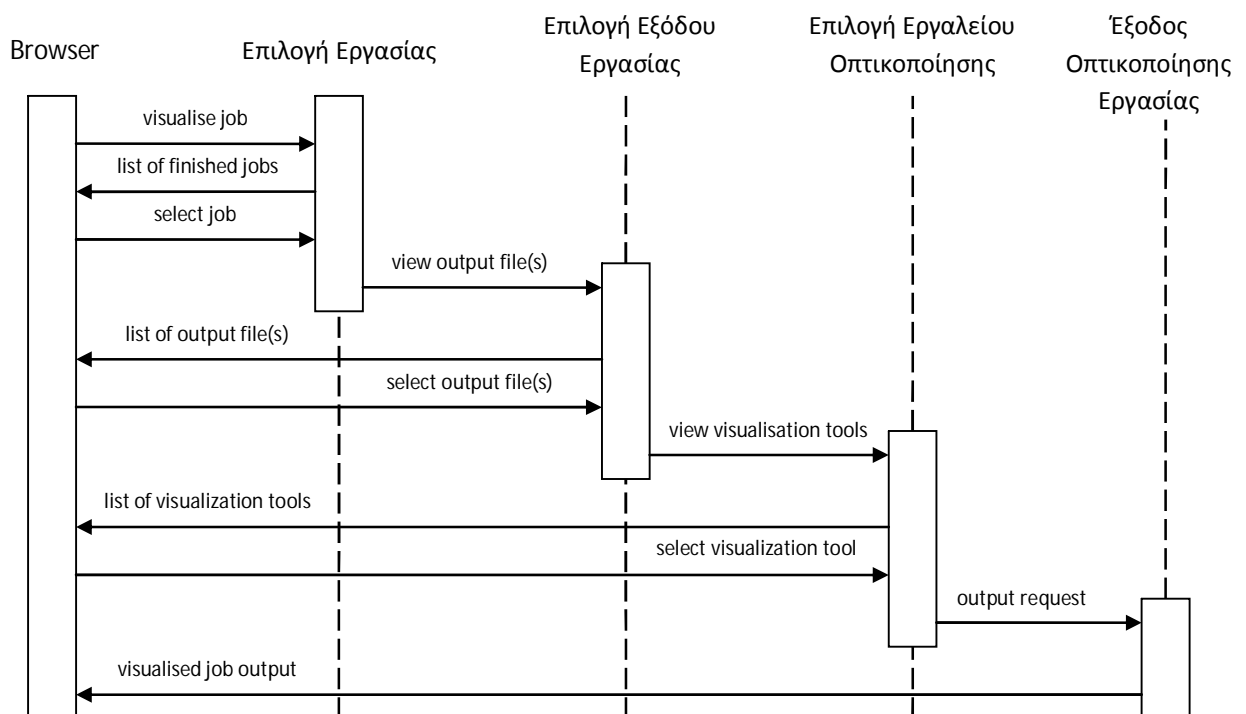 Browser
Επιλογή Εργασίας
Επιλογή Εξόδου
Εργασίας
Επιλογή Εργαλείου
Οπτικοποίησης
Έξοδος
Οπτικοποίησης
Εργασίας
visualise job
list of finished jobs
select job
view output file(s)
list of output file(s)
select output file(s)
view visualisation tools
list of visualization tools
select visualization tool
output request
visualised job output